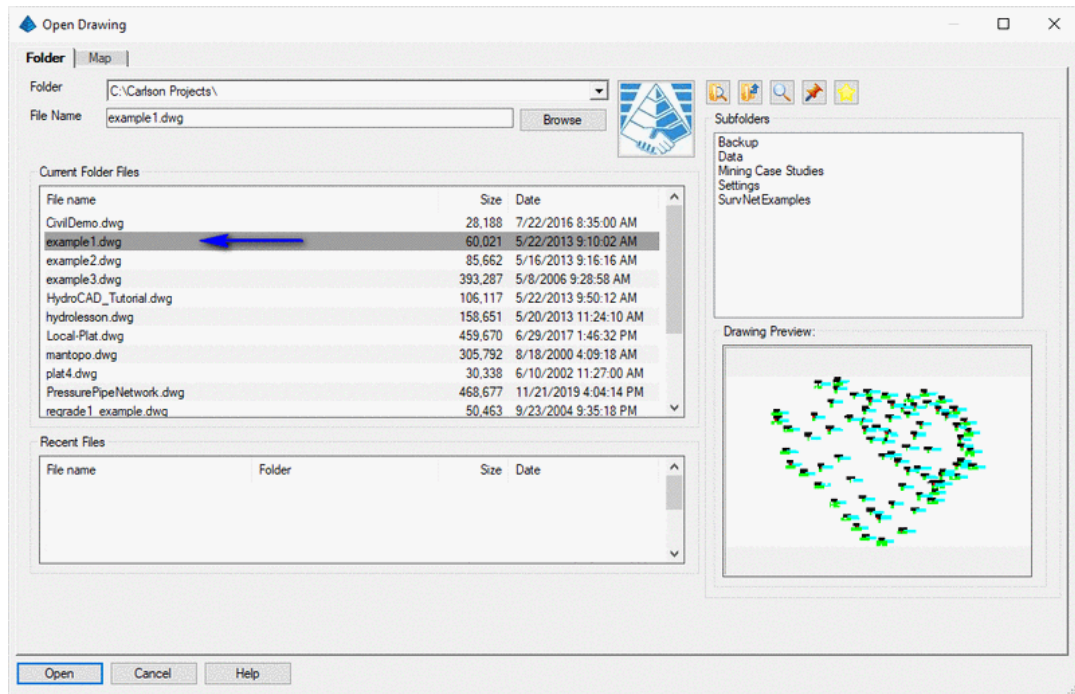 Open Drawing
Folder Map
Folder C:\Carlson Projects\
File Name example1.dwg Browse
Current Folder Files
File name Size Date
CivilDemo.dwg 28,188 7/22/2016 8:35:00 AM
example1.dwg 60,021 5/22/2013 9:10:02 AM
example2.dwg 85,662 5/16/2013 9:16:16 AM
example3.dwg 393,287 5/8/2006 9:28:58 AM
HydroCAD_Tutorial.dwg 106,117 5/22/2013 9:50:12 AM
hydrolesson.dwg 158,651 5/20/2013 11:24:10 AM
Local-Plat.dwg 459,670 6/29/2017 1:46:32 PM
mantopo.dwg 305,792 8/18/2000 4:09:18 AM
plat4.dwg 30,338 6/10/2002 11:27:00 AM
PressurePipeNetwork.dwg 468,677 11/21/2019 4:04:14 PM
regrade1_example.dwg 50,463 9/23/2004 9:35:18 PM
Recent Files
File name Folder Size Date
Subfolders
Backup
Data
Mining Case Studies
Settings
SurvNetExamples
Drawing Preview:
Open Cancel Help